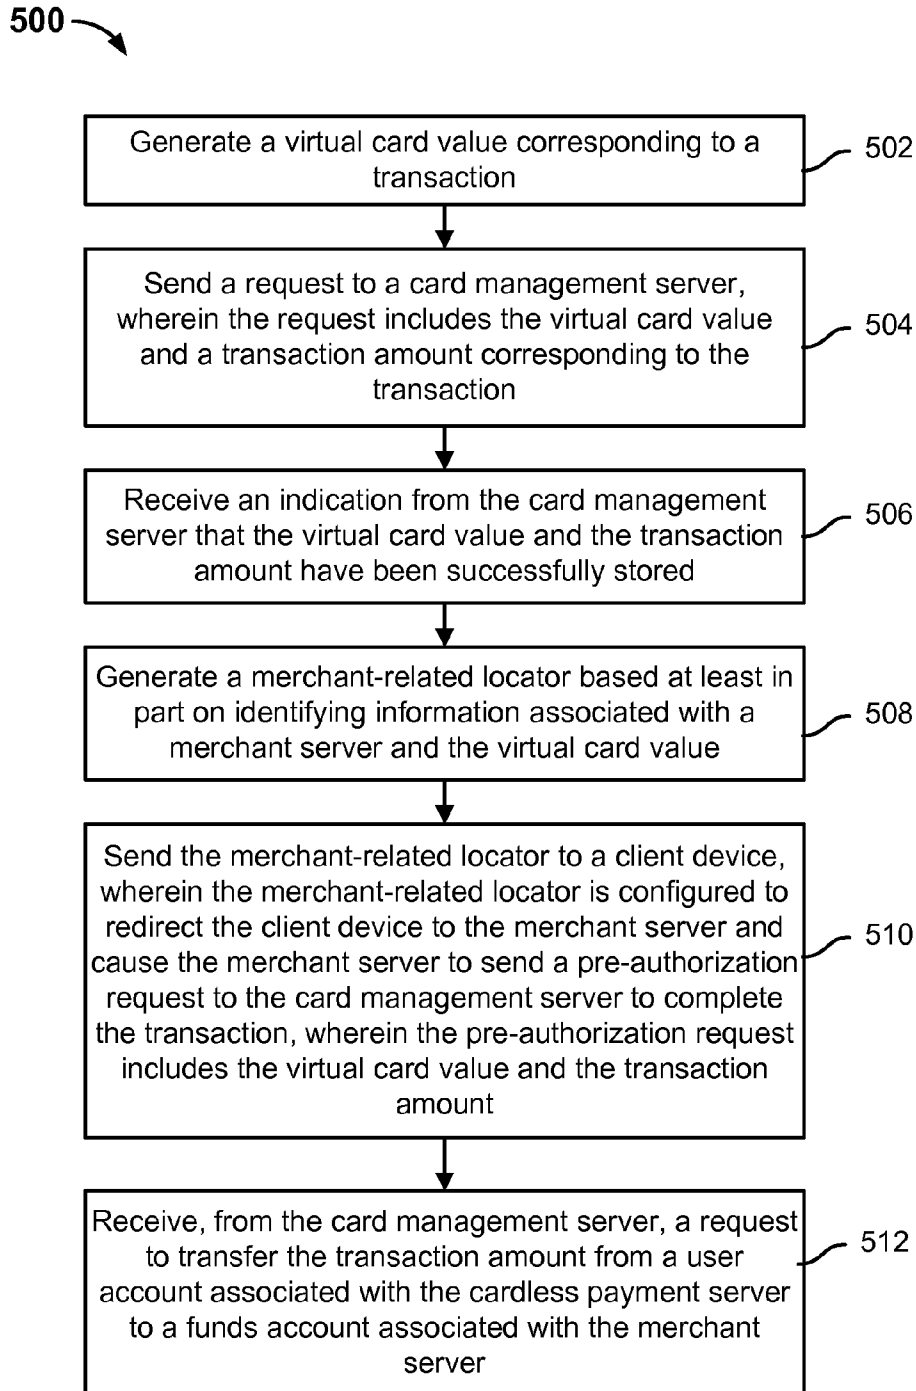 500
Generate a virtual card value corresponding to a
transaction
502
Send a request to a card management server,
wherein the request includes the virtual card value
and a transaction amount corresponding to the
transaction
504
Receive an indication from the card management
server that the virtual card value and the transaction
amount have been successfully stored
506
Generate a merchant-related locator based at least in
part on identifying information associated with a
merchant server and the virtual card value
508
Send the merchant-related locator to a client device,
wherein the merchant-related locator is configured to
redirect the client device to the merchant server and
cause the merchant server to send a pre-authorization
request to the card management server to complete
the transaction, wherein the pre-authorization request
includes the virtual card value and the transaction
amount
510
Receive, from the card management server, a request
to transfer the transaction amount from a user
account associated with the cardless payment server
to a funds account associated with the merchant
server
512